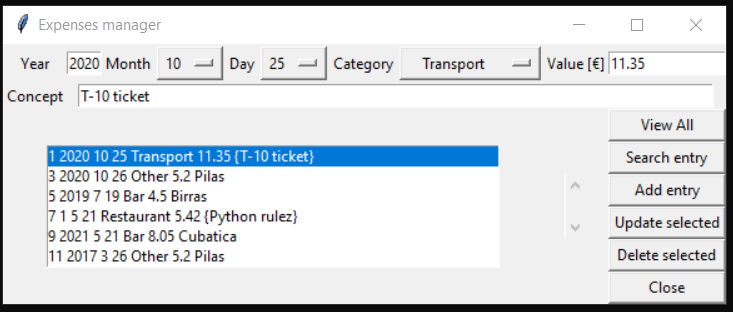 Expenses manager
Year 2020 Month 10 Day 25 Category Transport Value [€] 11.35
Concept T-10 ticket
View All
1 2020 10 25 Transport 11.35 {T-10 ticket}
Search entry
3 2020 10 26 Other 5.2 Pilas
Add entry
5 2019 7 19 Bar 4.5 Birras
7 1 5 21 Restaurant 5.42 {Python rulez}
Update selected
9 2021 5 21 Bar 8.05 Cubatica
Delete selected
11 2017 3 26 Other 5.2 Pilas
Close